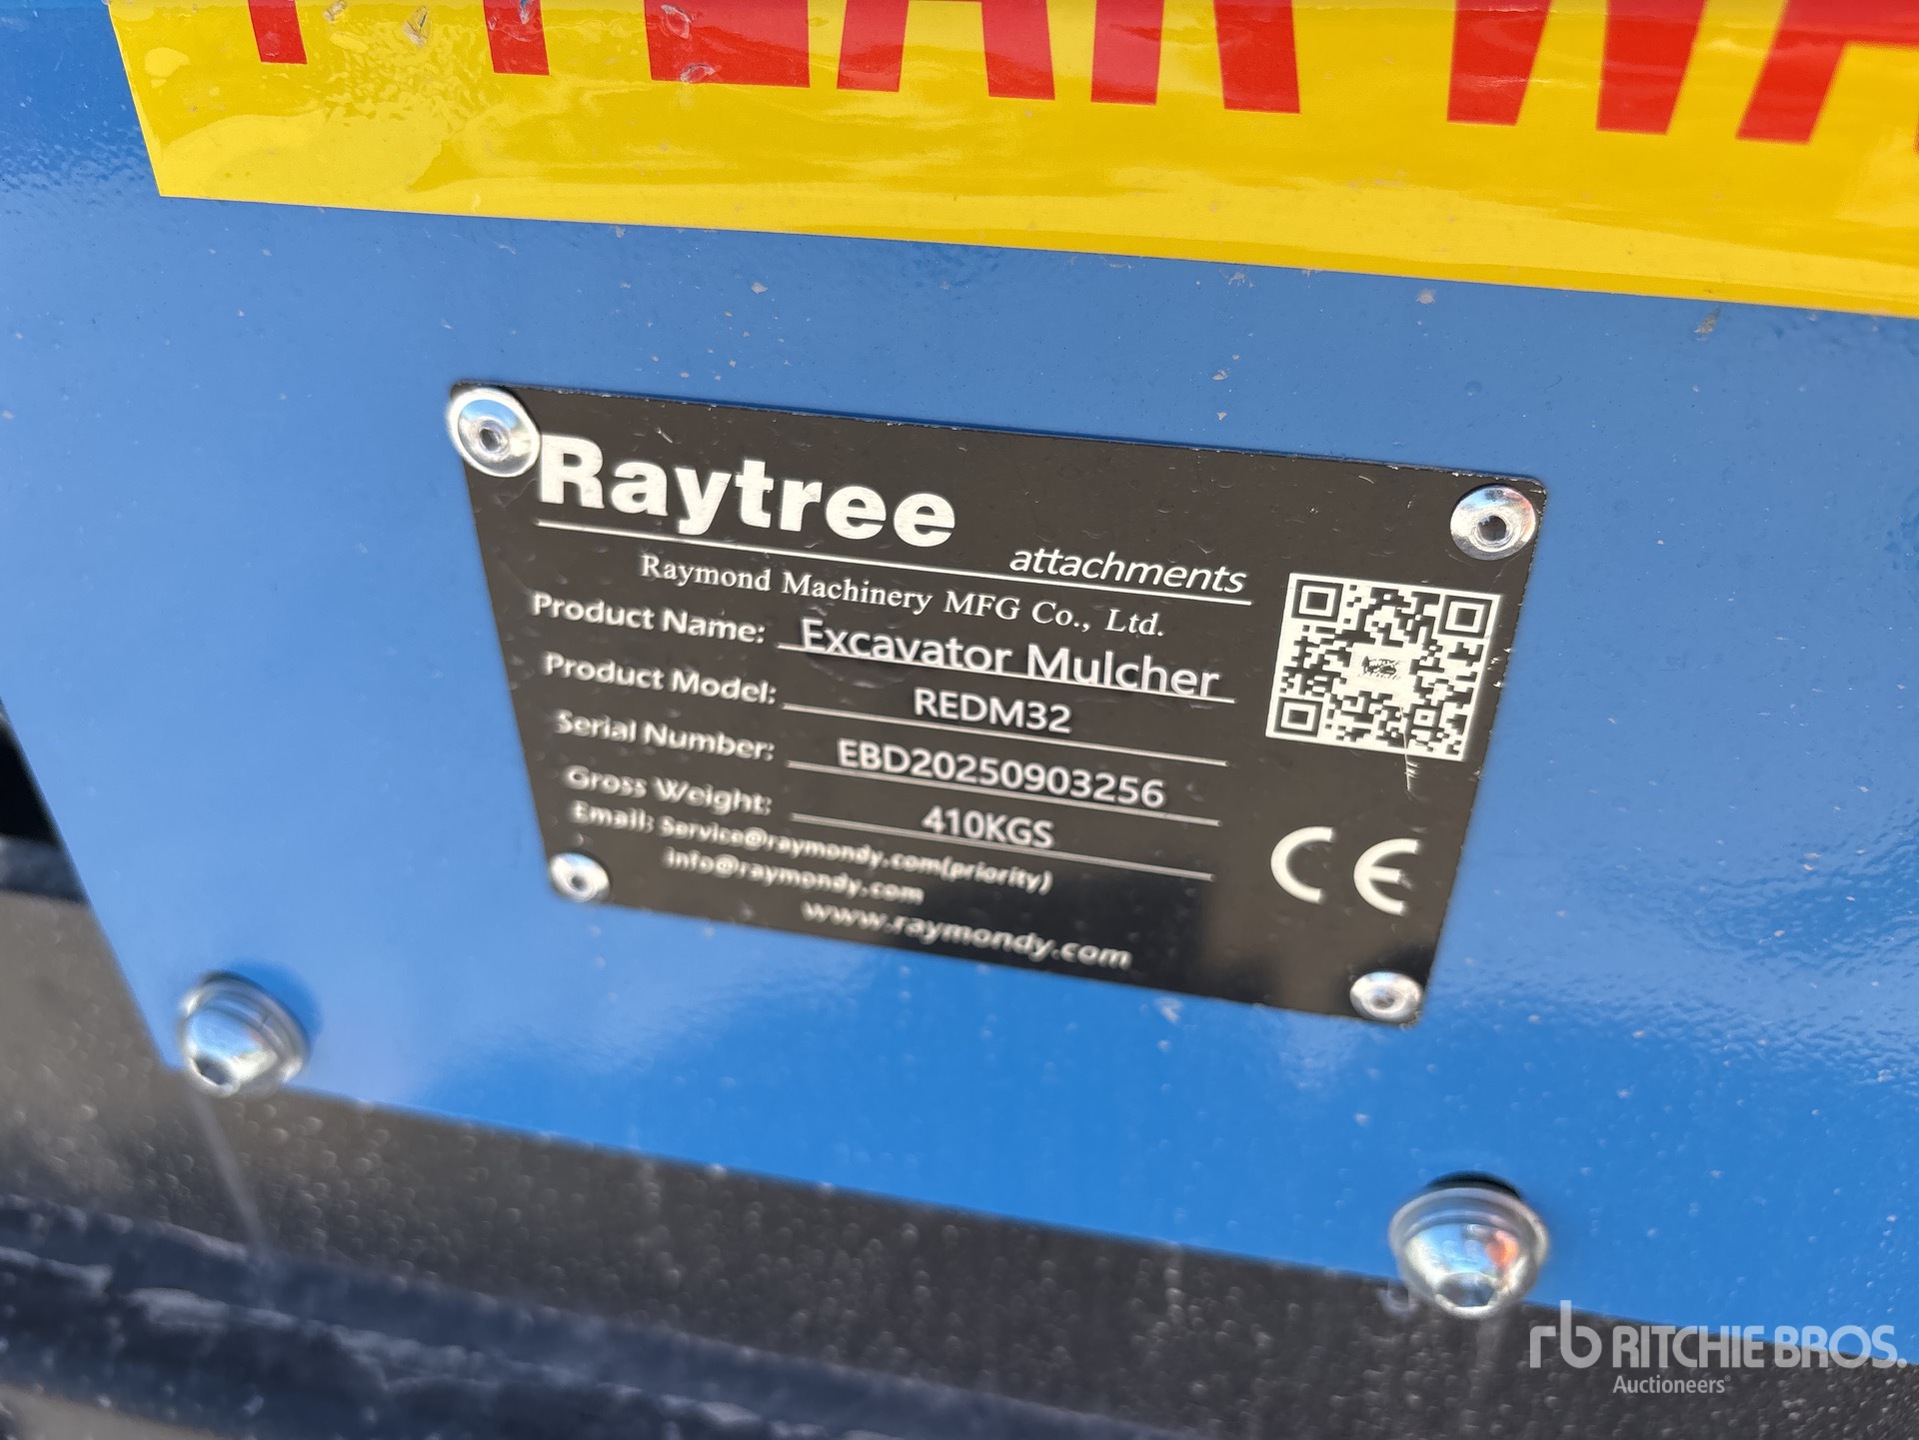 Raytree
attachments
Raymond Machinery MFG Co., Ltd.
Product Name: Excavator Mulcher
Product Model: REDM32
Serial Number: EBD20250903256
Gross Weight: 410KGS
Email: Service@raymondy.com(priority)
info@raymondy.com
www.raymondy.com
CE
rb RITCHIE BROS.
Auctioneers